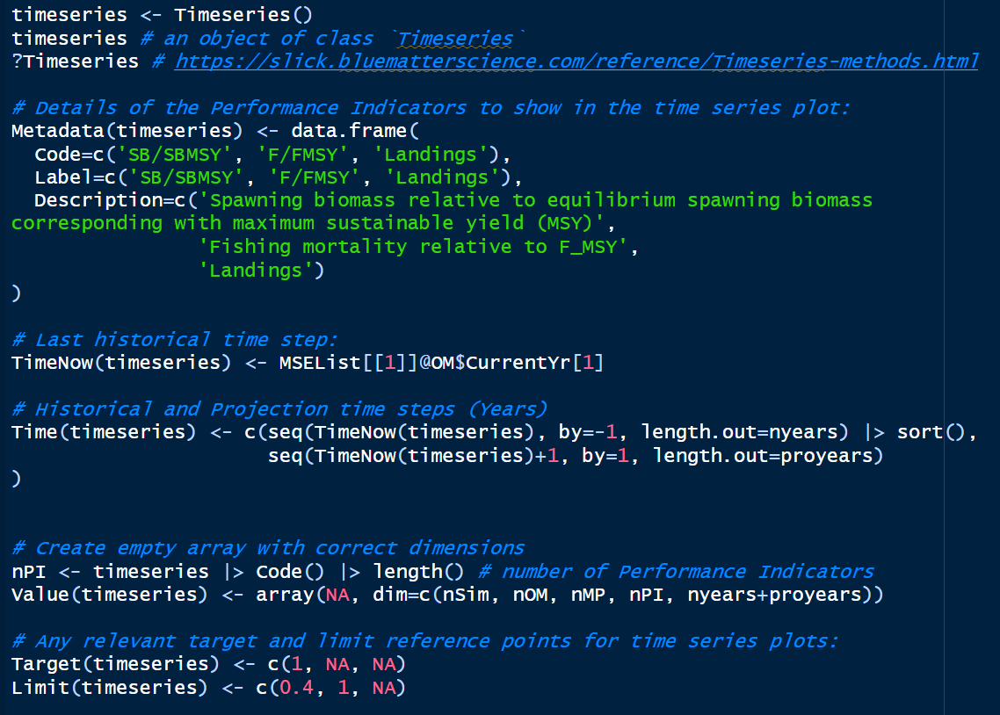 timeseries <- Timeseries()
timeseries # an object of class `Timeseries`
?Timeseries # https://slick.bluematterscience.com/reference/Timeseries-methods.html
# Details of the Performance Indicators to show in the time series plot:
Metadata(timeseries) <- data.frame(
  Code=c('SB/SBMSY', 'F/FMSY', 'Landings'),
  Label=c('SB/SBMSY', 'F/FMSY', 'Landings'),
  Description=c('Spawning biomass relative to equilibrium spawning biomass
corresponding with maximum sustainable yield (MSY)',
                'Fishing mortality relative to F_MSY',
                'Landings')
)
# Last historical time step:
TimeNow(timeseries) <- MSEList[[1]]@OM$CurrentYr[1]
# Historical and Projection time steps (Years)
Time(timeseries) <- c(seq(TimeNow(timeseries), by=-1, length.out=nyears) |> sort(),
                      seq(TimeNow(timeseries)+1, by=1, length.out=proyears)
)
# Create empty array with correct dimensions
nPI <- timeseries |> Code() |> length() # number of Performance Indicators
Value(timeseries) <- array(NA, dim=c(nSim, nOM, nMP, nPI, nyears+proyears))
# Any relevant target and limit reference points for time series plots:
Target(timeseries) <- c(1, NA, NA)
Limit(timeseries) <- c(0.4, 1, NA)